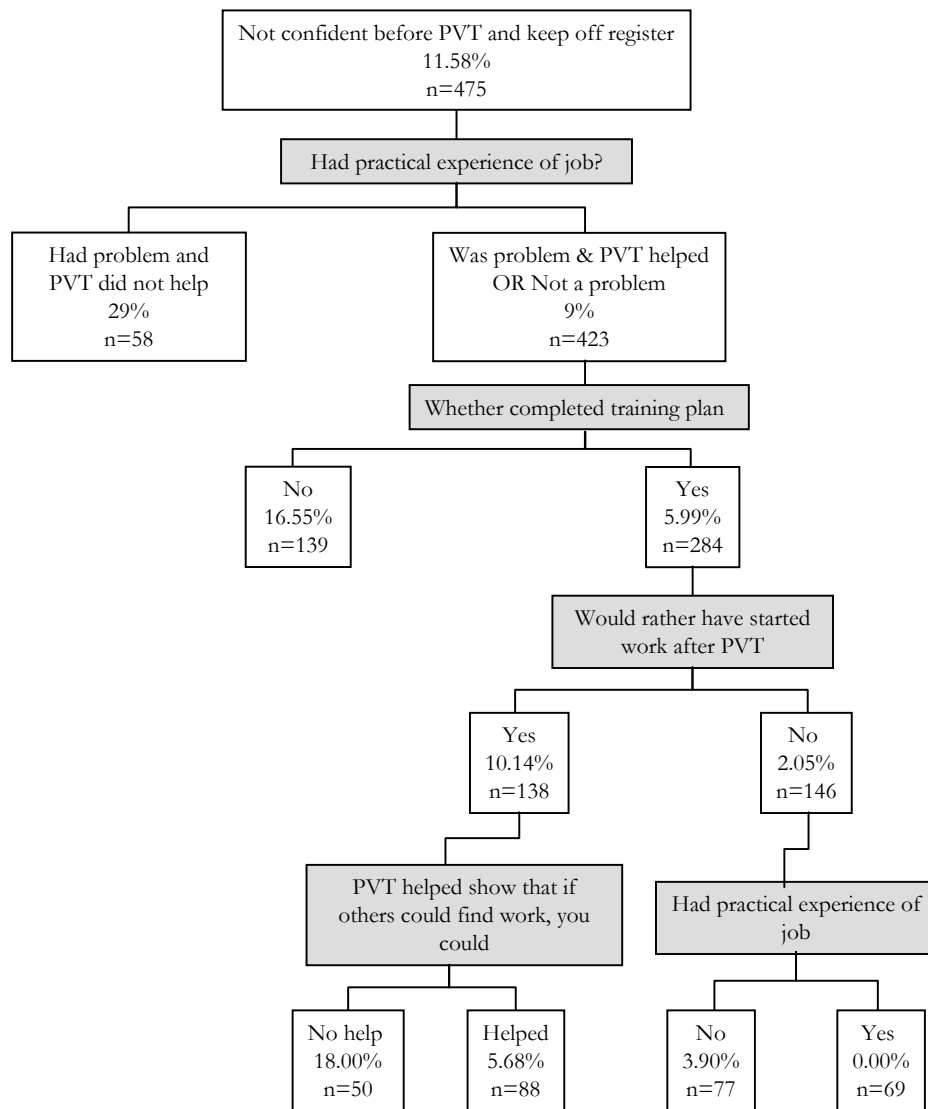 Not confident before PVT and keep off register
11.58%
n=475
Had practical experience of job?
Had problem and
PVT did not help
29%
n=58
Was problem & PVT helped
OR Not a problem
9%
n=423
Whether completed training plan
No
16.55%
n=139
Yes
5.99%
n=284
Would rather have started
work after PVT
Yes
10.14%
n=138
No
2.05%
n=146
PVT helped show that if
others could find work, you
could
Had practical experience of
job
No help
18.00%
n=50
Helped
5.68%
n=88
No
3.90%
n=77
Yes
0.00%
n=69